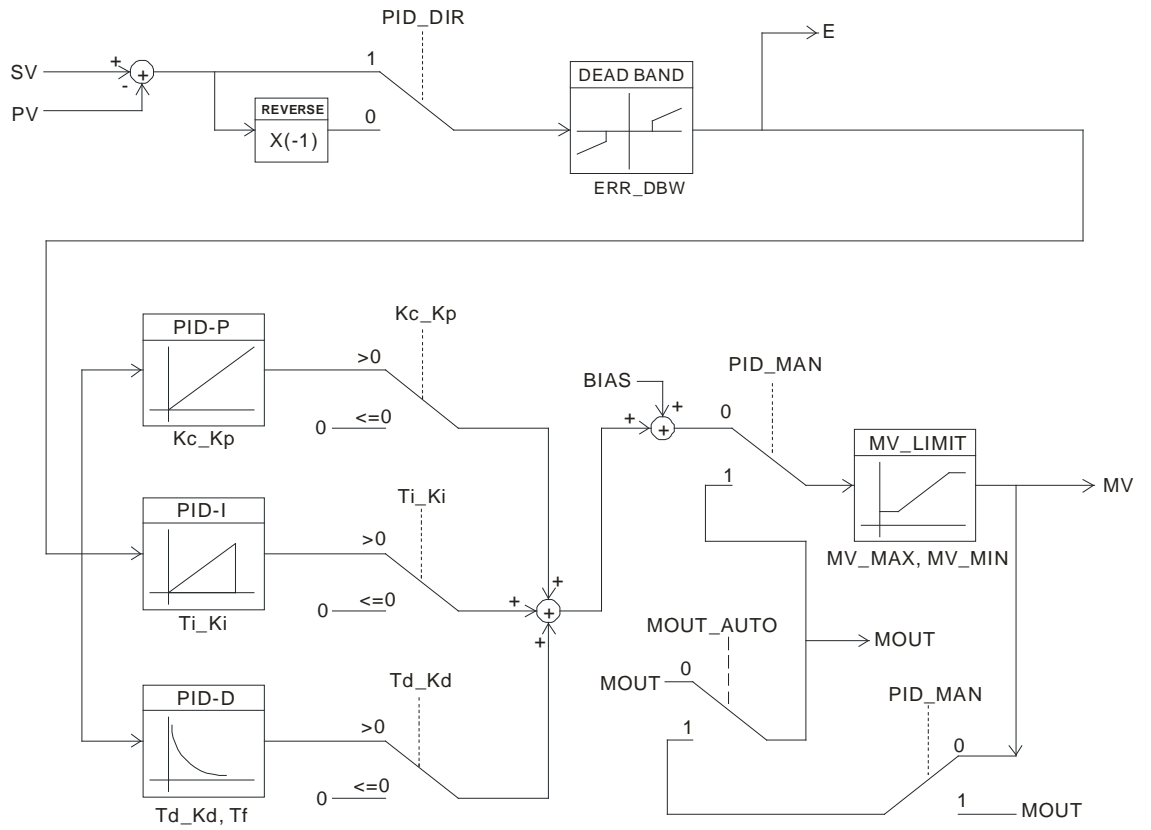 PID_DIR
E
SV
+
+
-
PV
1
0
REVERSE
X(-1)
DEAD BAND
ERR_DBW
PID-P
Kc_Kp
Kc_Kp
>0
0
<=0
PID-I
Ti_Ki
Ti_Ki
>0
0
<=0
PID-D
Td_Kd, Tf
Td_Kd
>0
0
<=0
+
+
+
+
BIAS
+
+
+
PID_MAN
0
1
MV_LIMIT
MV_MAX, MV_MIN
MV
MOUT_AUTO
MOUT
0
1
MOUT
PID_MAN
0
1
MOUT